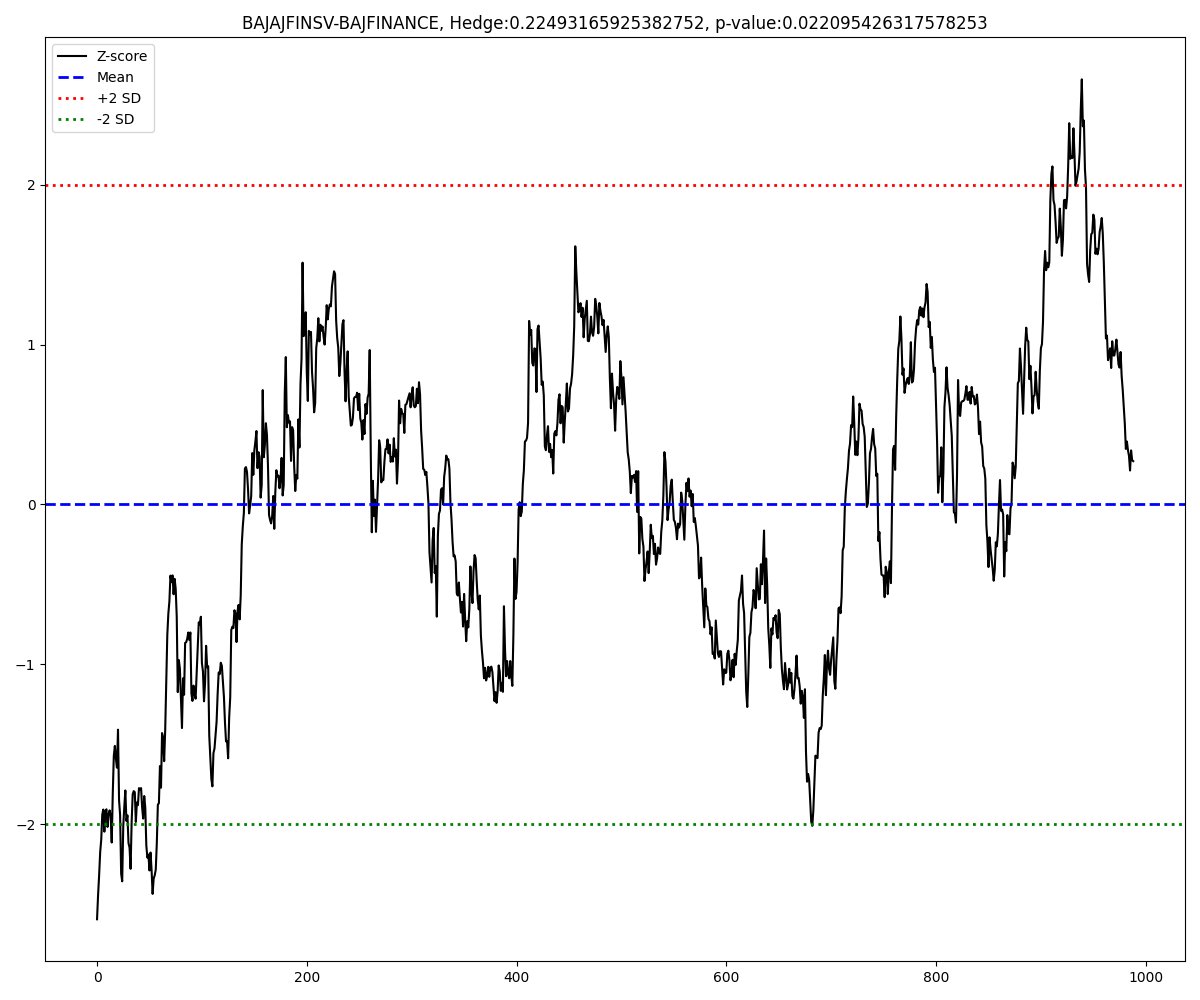 BAJAJFINSV-BAJFINANCE, Hedge:0.22493165925382752, p-value:0.022095426317578253
Z-score
Mean
+2 SD
-2 SD
2
1
0
−1
−2
0 200 400 600 800 1000